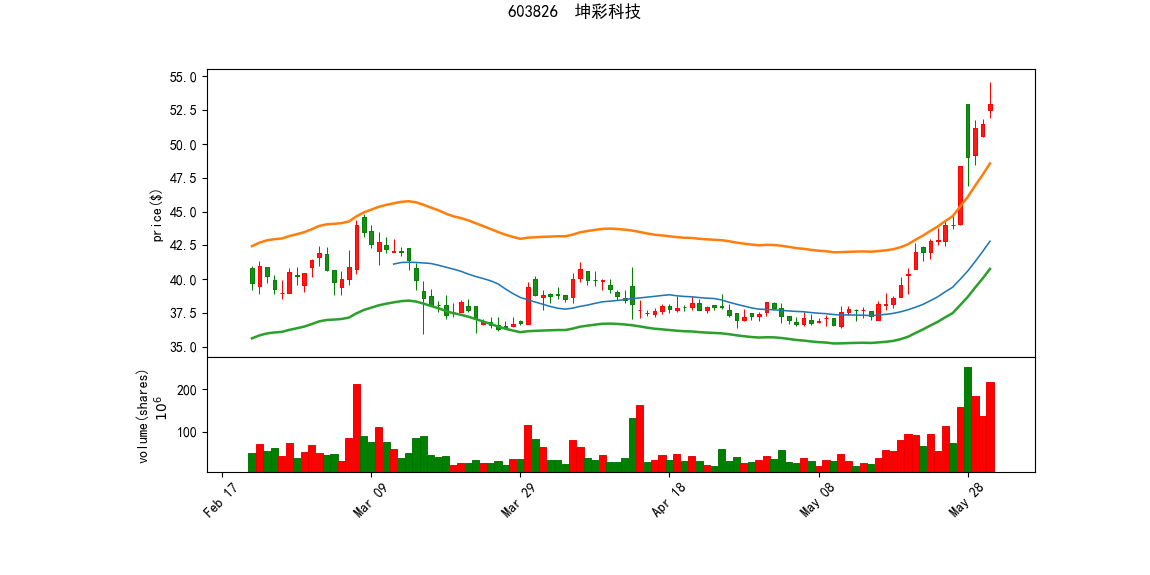 603826  坤彩科技
price($)
55.0
52.5
50.0
47.5
45.0
42.5
40.0
37.5
35.0
volume(shares)
10^6
200
100
Feb 17
Mar 09
Mar 29
Apr 18
May 08
May 28